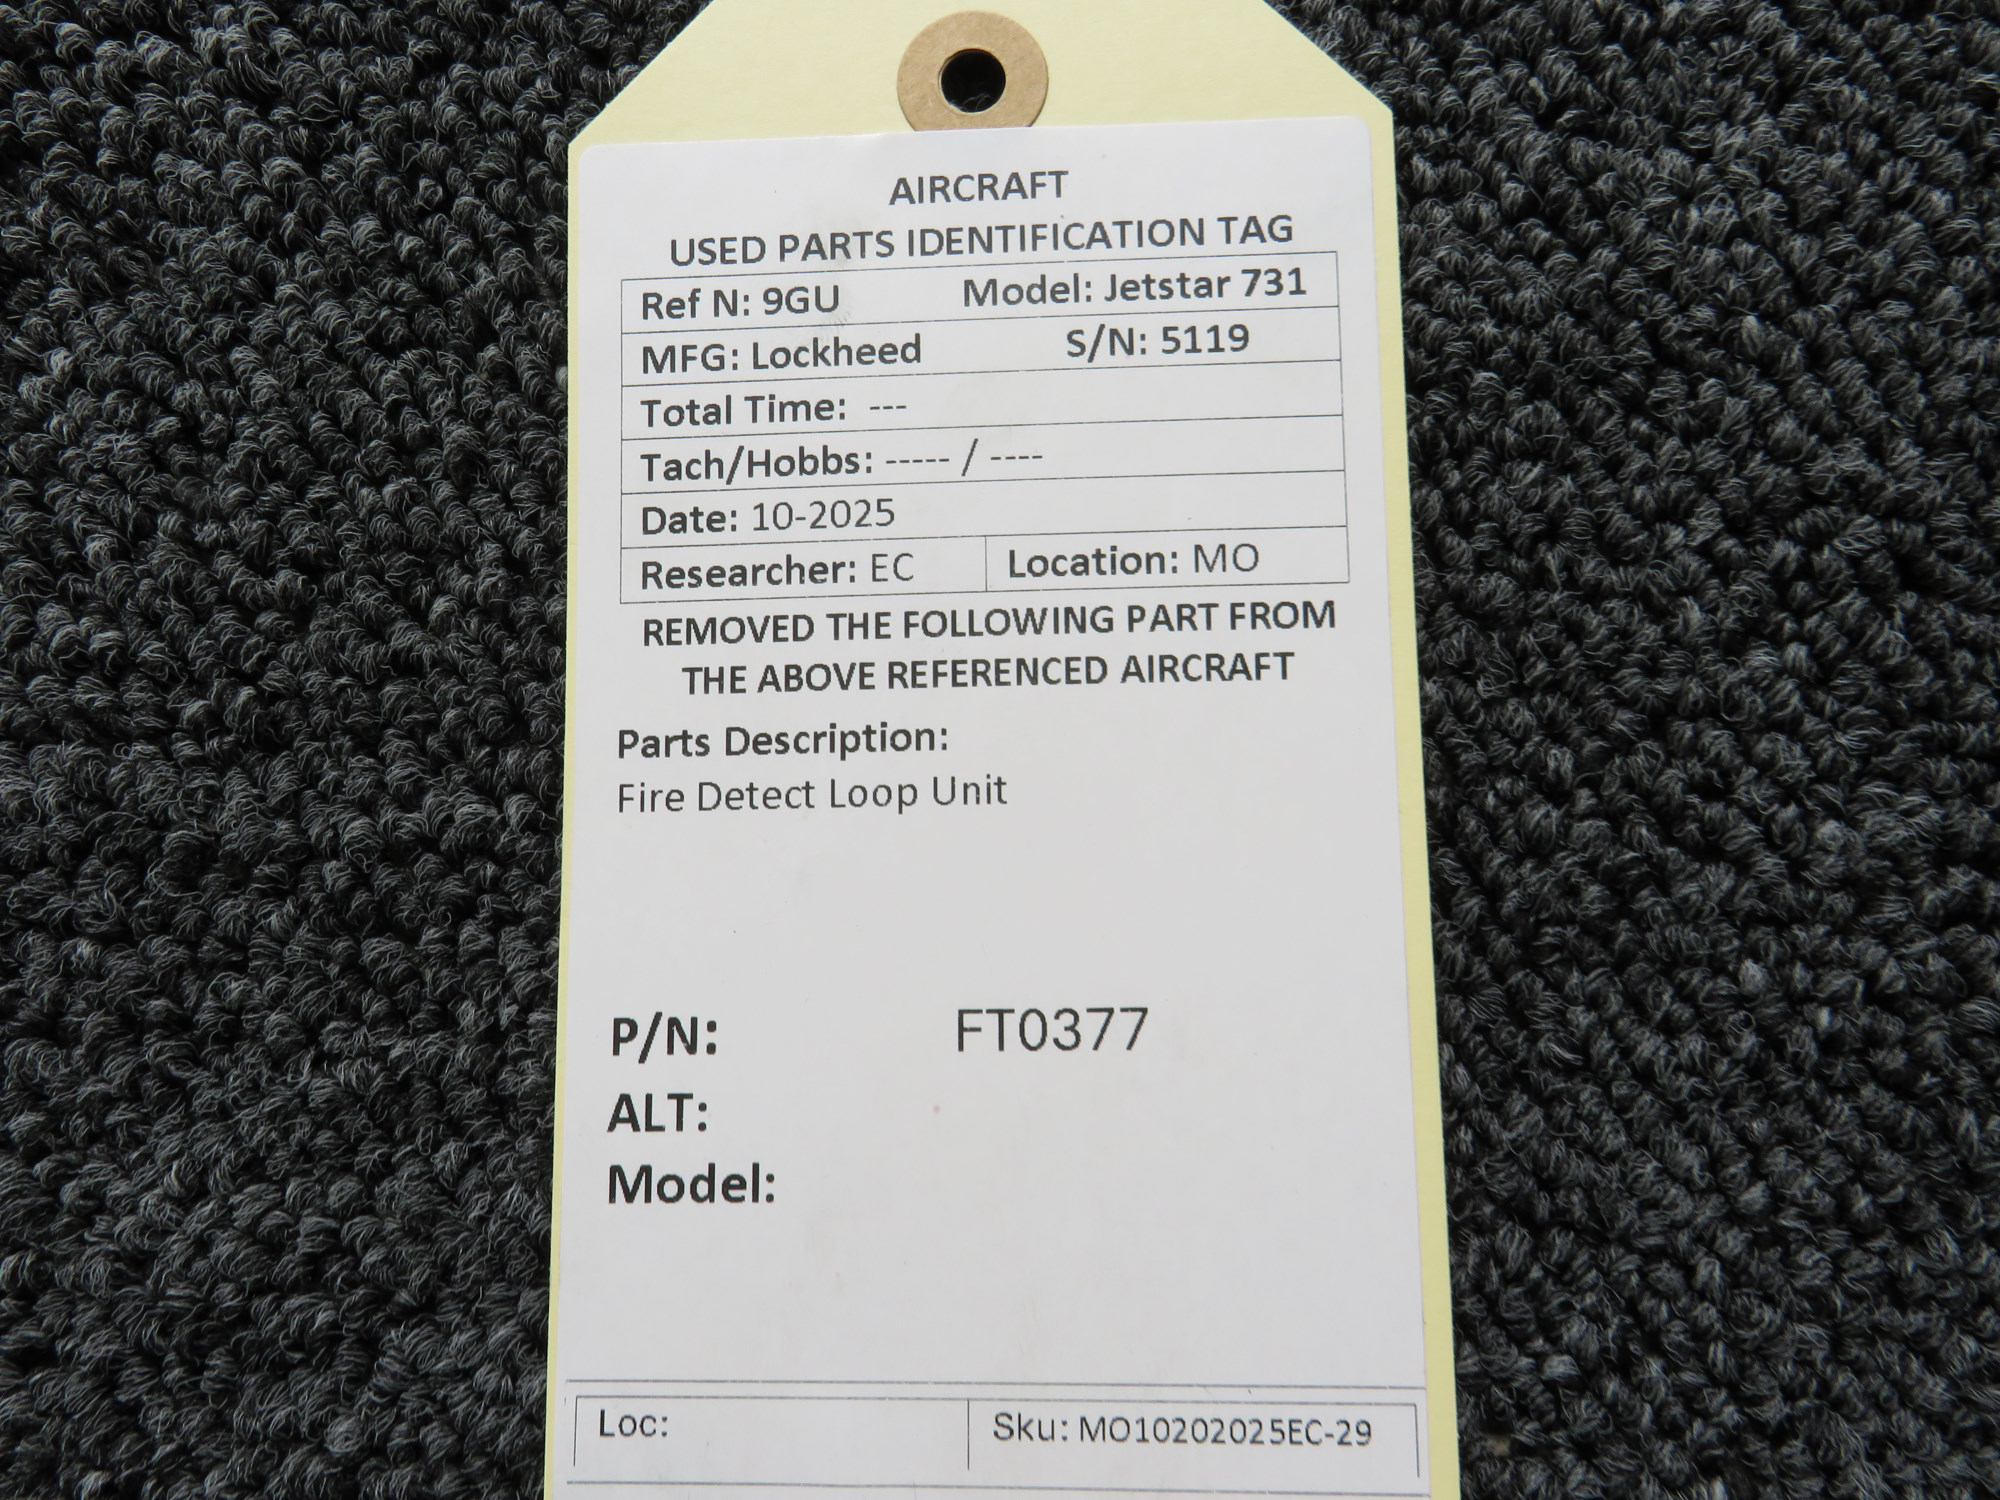 AIRCRAFT
USED PARTS IDENTIFICATION TAG
Ref N: 9GU Model: Jetstar 731
MFG: Lockheed S/N: 5119
Total Time: ---
Tach/Hobbs: ----- / ----
Date: 10-2025
Researcher: EC Location: MO
REMOVED THE FOLLOWING PART FROM
THE ABOVE REFERENCED AIRCRAFT
Parts Description:
Fire Detect Loop Unit
P/N: FT0377
ALT:
Model:
Loc: Sku: MO10202025EC-29